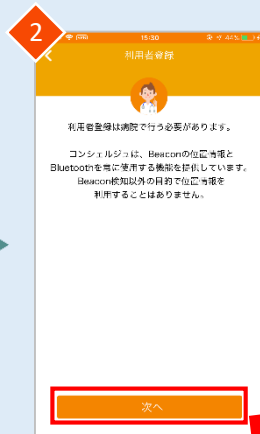 2
15:30
44%
利用者登録
利用者登録は病院で行う必要があります。
コンシェルジュは、Beaconの位置情報と
Bluetoothを常に使用する機能を提供しています。
Beacon検知以外の目的で位置情報を
利用することはありません。
次へ